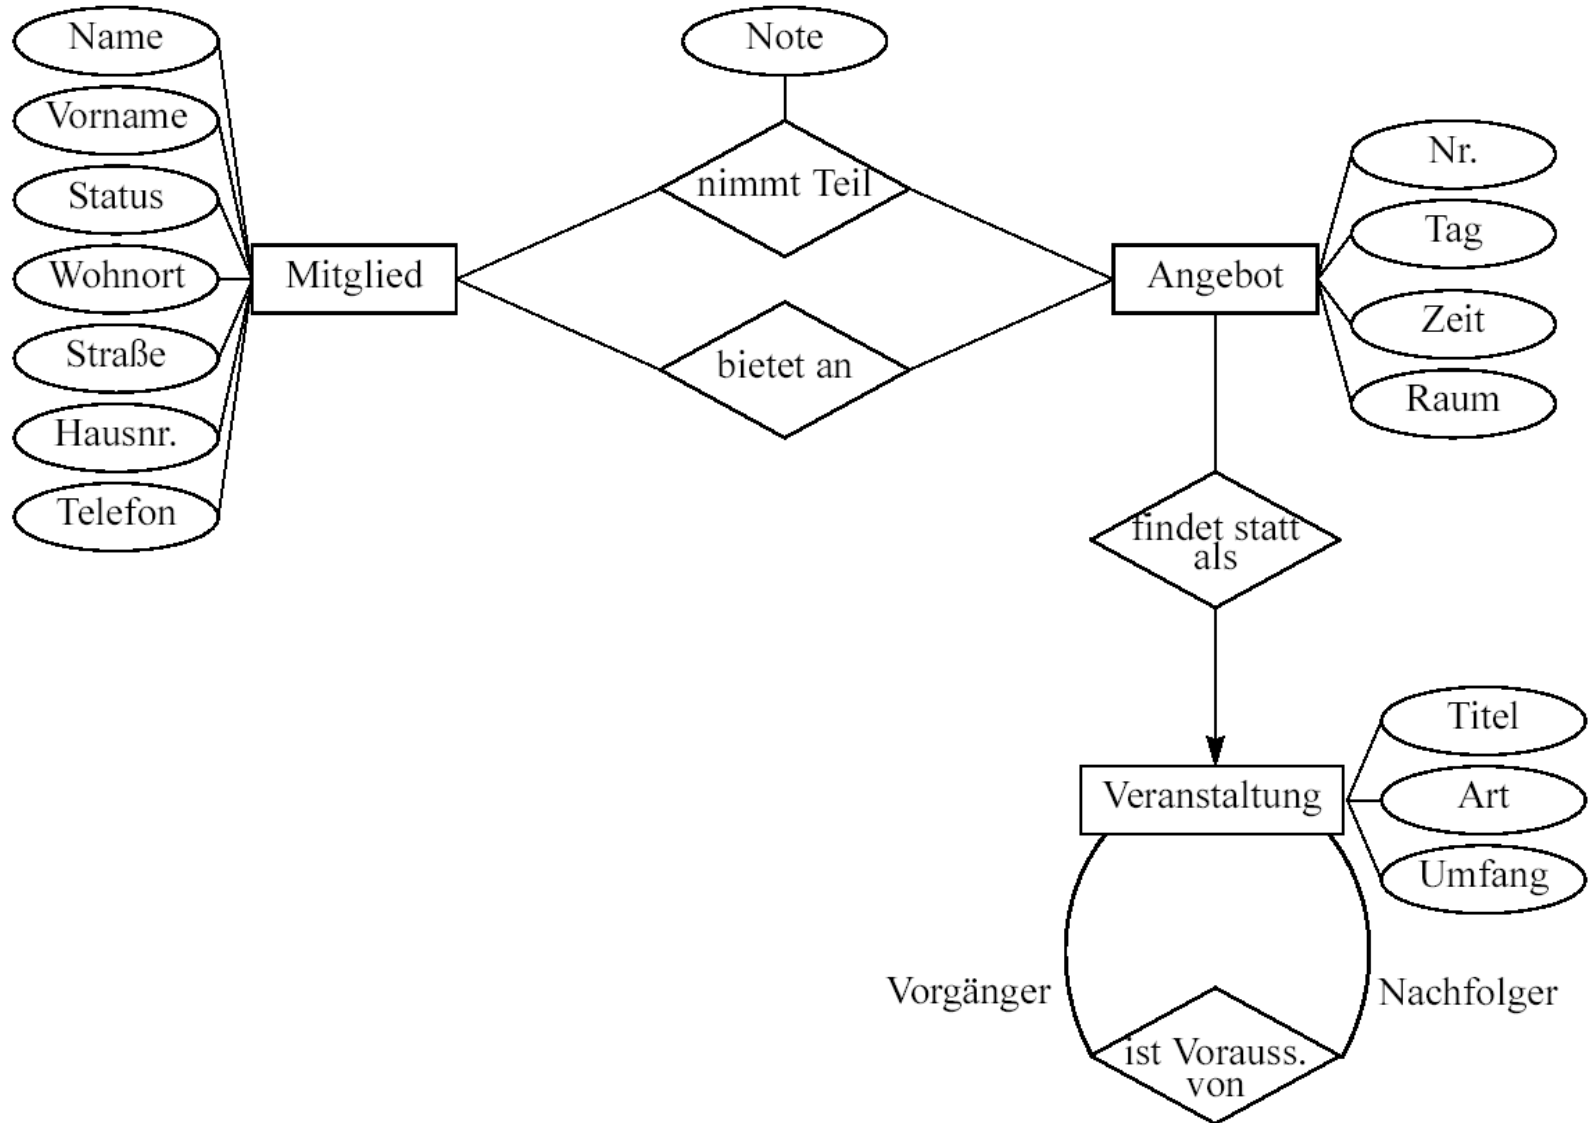 Name
Vorname
Status
Wohnort
Straße
Hausnr.
Telefon
Mitglied
Note
nimmt Teil
bietet an
Angebot
Nr.
Tag
Zeit
Raum
findet statt
als
Veranstaltung
Titel
Art
Umfang
Vorgänger
Nachfolger
ist Vorauss.
von